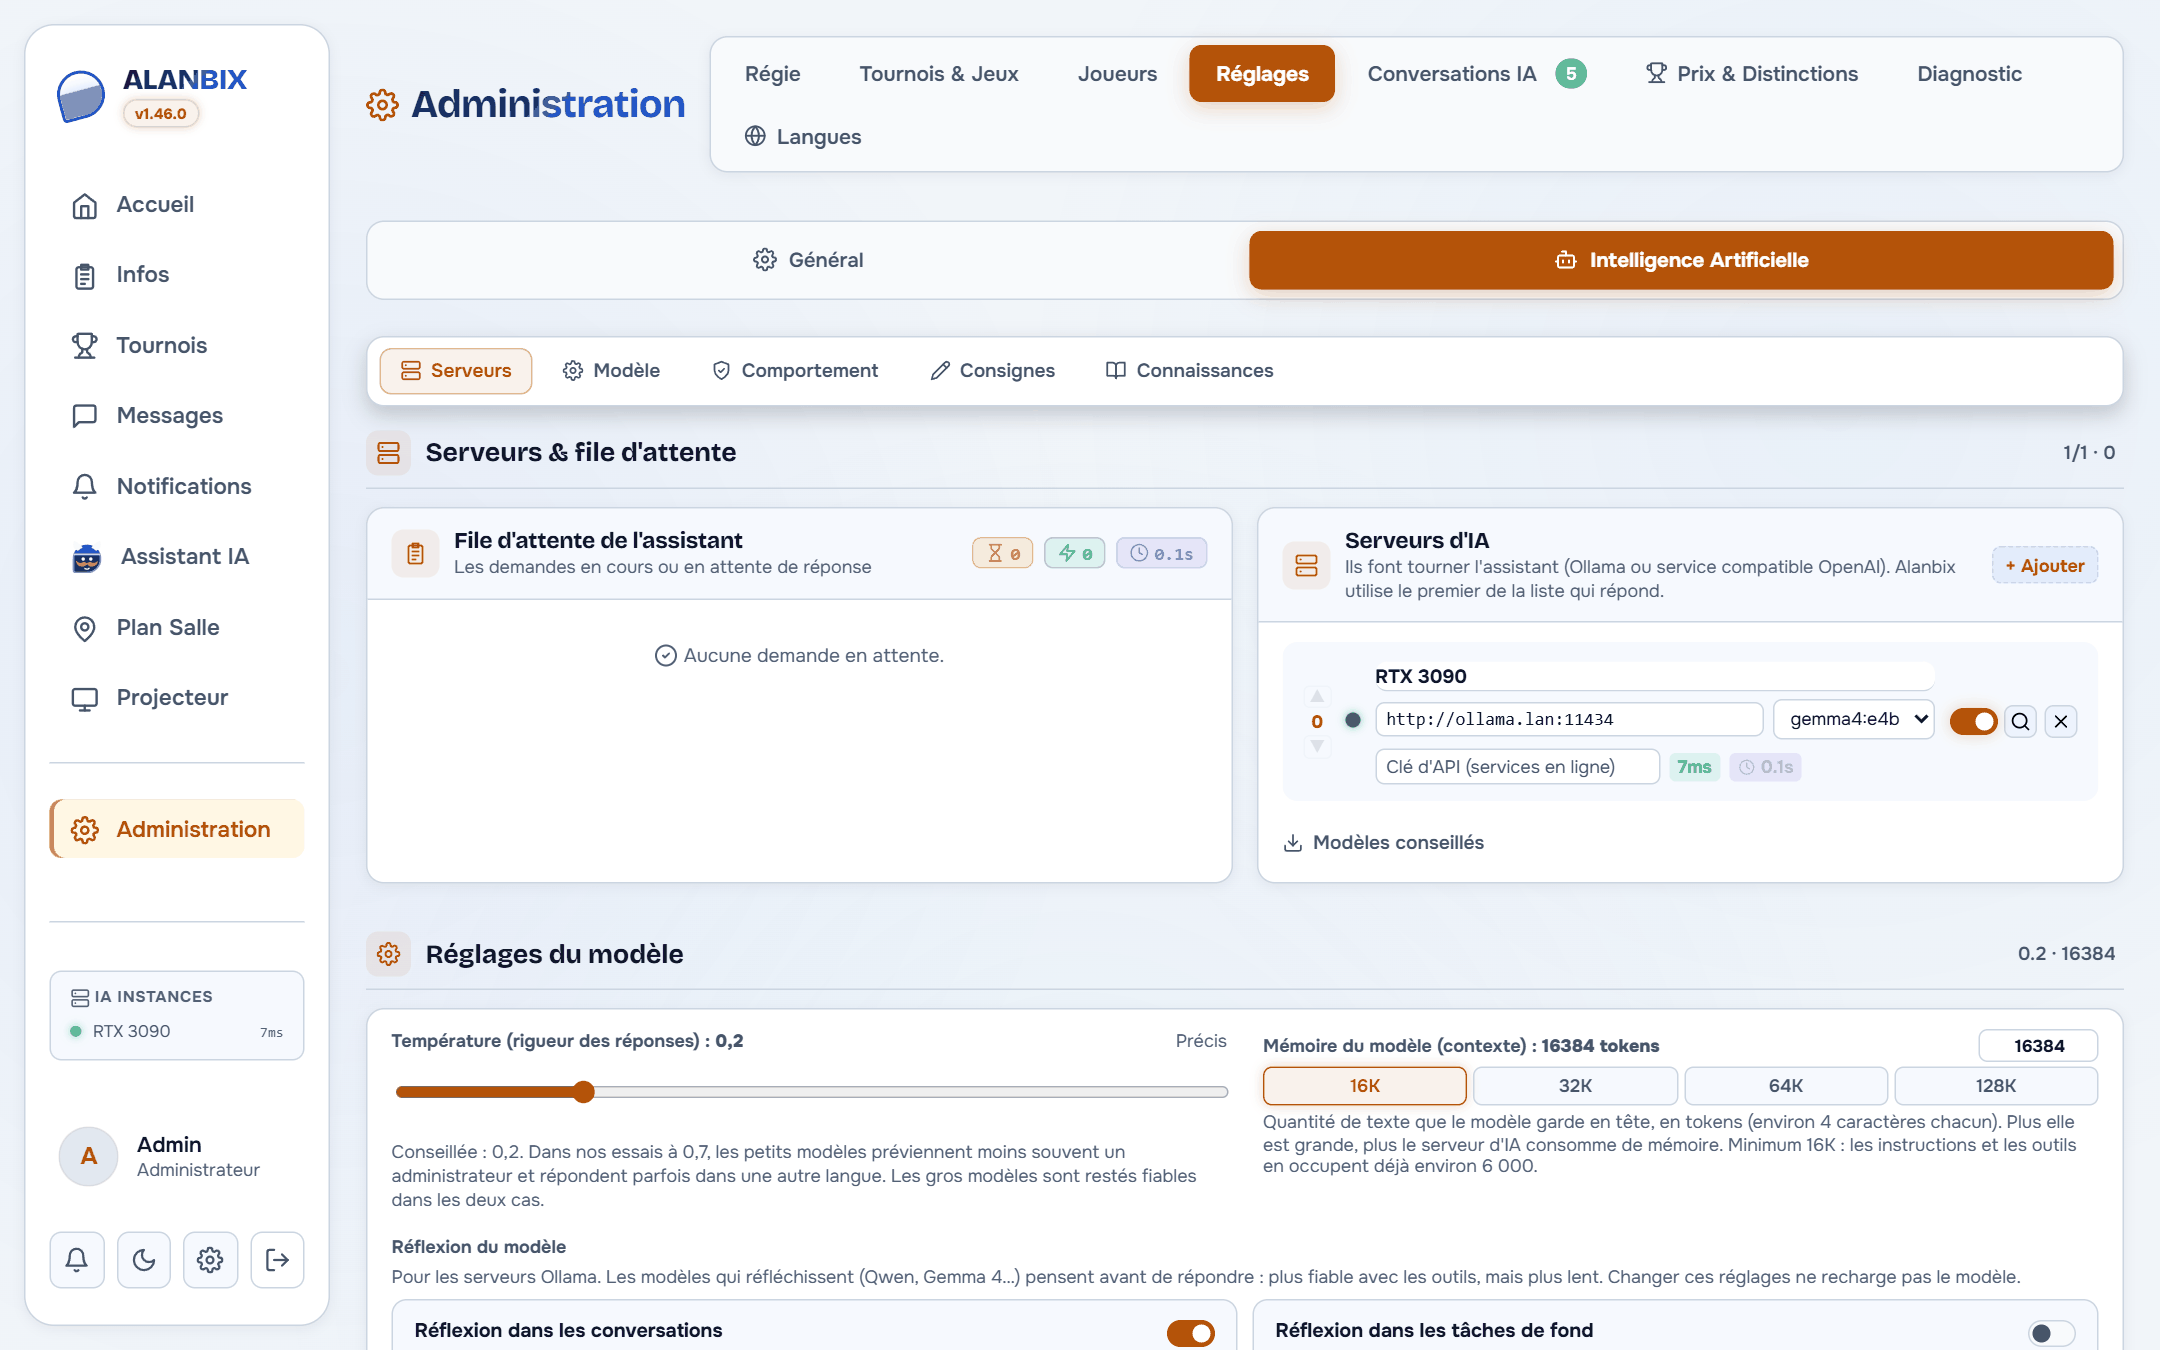 ALANBIX
v1.46.0
Accueil
Infos
Tournois
Messages
Notifications
Assistant IA
Plan Salle
Projecteur
Administration
IA INSTANCES
RTX 3090
7ms
A
Admin
Administrateur
Administration
Régie
Tournois & Jeux
Joueurs
Réglages
Conversations IA
5
Prix & Distinctions
Diagnostic
Langues
Général
Intelligence Artificielle
Serveurs
Modèle
Comportement
Consignes
Connaissances
Serveurs & file d'attente
1/1 · 0
File d'attente de l'assistant
Les demandes en cours ou en attente de réponse
0
0
0.1s
Aucune demande en attente.
Serveurs d'IA
Ils font tourner l'assistant (Ollama ou service compatible OpenAI). Alanbix
utilise le premier de la liste qui répond.
+ Ajouter
RTX 3090
0
http://ollama.lan:11434
gemma4:e4b
Clé d'API (services en ligne)
7ms
0.1s
Modèles conseillés
Réglages du modèle
0.2 · 16384
Température (rigueur des réponses) : 0,2
Précis
Conseillée : 0,2. Dans nos essais à 0,7, les petits modèles préviennent moins souvent un
administrateur et répondent parfois dans une autre langue. Les gros modèles sont restés fiables
dans les deux cas.
Mémoire du modèle (contexte) : 16384 tokens
16384
16K
32K
64K
128K
Quantité de texte que le modèle garde en tête, en tokens (environ 4 caractères chacun). Plus elle
est grande, plus le serveur d'IA consomme de mémoire. Minimum 16K : les instructions et les outils
en occupent déjà environ 6 000.
Réflexion du modèle
Pour les serveurs Ollama. Les modèles qui réfléchissent (Qwen, Gemma 4...) pensent avant de répondre : plus fiable avec les outils, mais plus lent. Changer ces réglages ne recharge pas le modèle.
Réflexion dans les conversations
Réflexion dans les tâches de fond